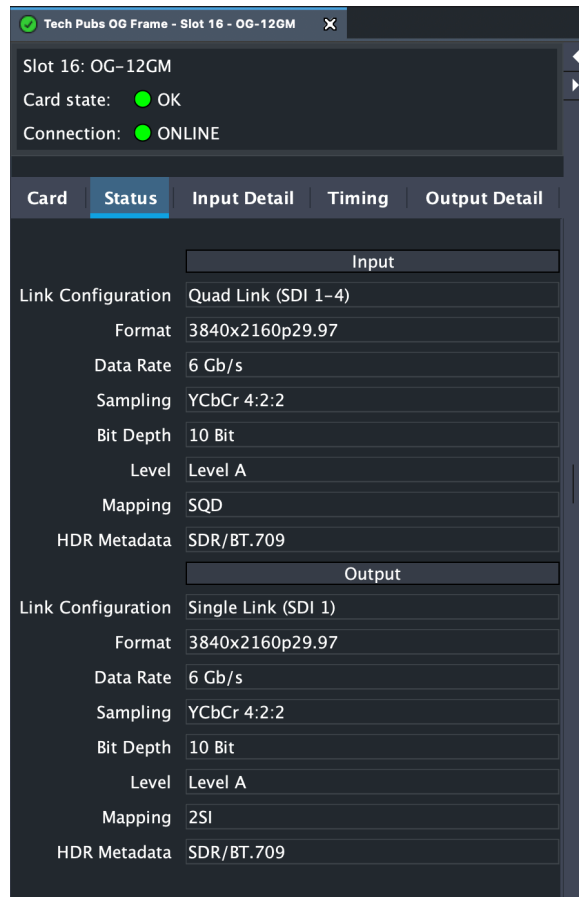 Tech Pubs OG Frame - Slot 16 - OG-12GM
Slot 16: OG-12GM
Card state: OK
Connection: ONLINE
Card Status Input Detail Timing Output Detail
Input
Link Configuration Quad Link (SDI 1-4)
Format 3840x2160p29.97
Data Rate 6 Gb/s
Sampling YCbCr 4:2:2
Bit Depth 10 Bit
Level Level A
Mapping SQD
HDR Metadata SDR/BT.709
Output
Link Configuration Single Link (SDI 1)
Format 3840x2160p29.97
Data Rate 6 Gb/s
Sampling YCbCr 4:2:2
Bit Depth 10 Bit
Level Level A
Mapping 2SI
HDR Metadata SDR/BT.709